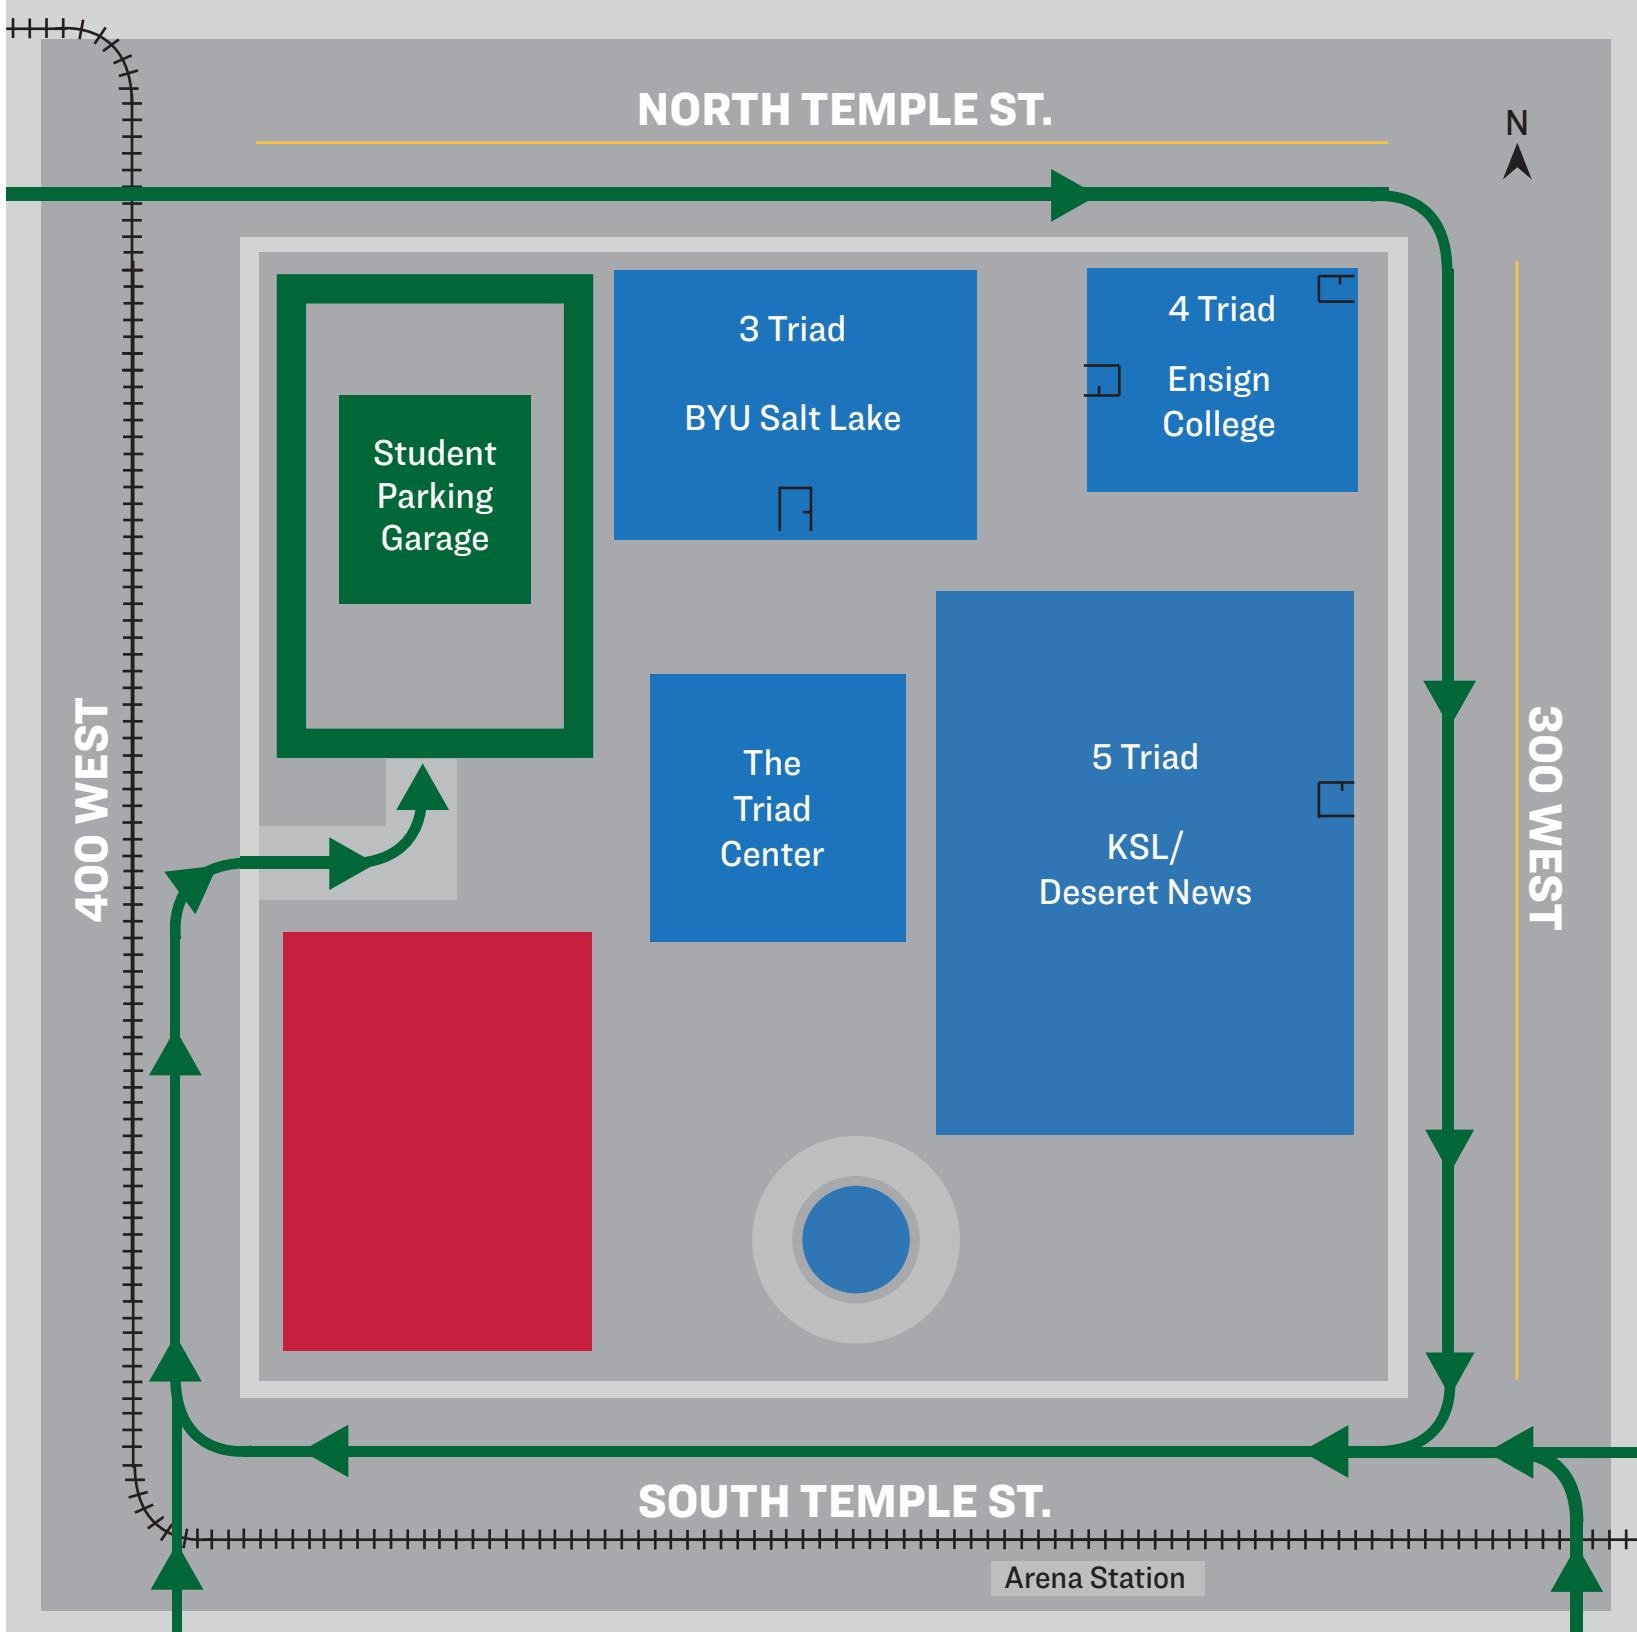 NORTH TEMPLE ST.
N
3 Triad
BYU Salt Lake
4 Triad
Ensign
College
Student
Parking
Garage
400 WEST
The
Triad
Center
5 Triad
KSL/
Deseret News
300 WEST
SOUTH TEMPLE ST.
Arena Station